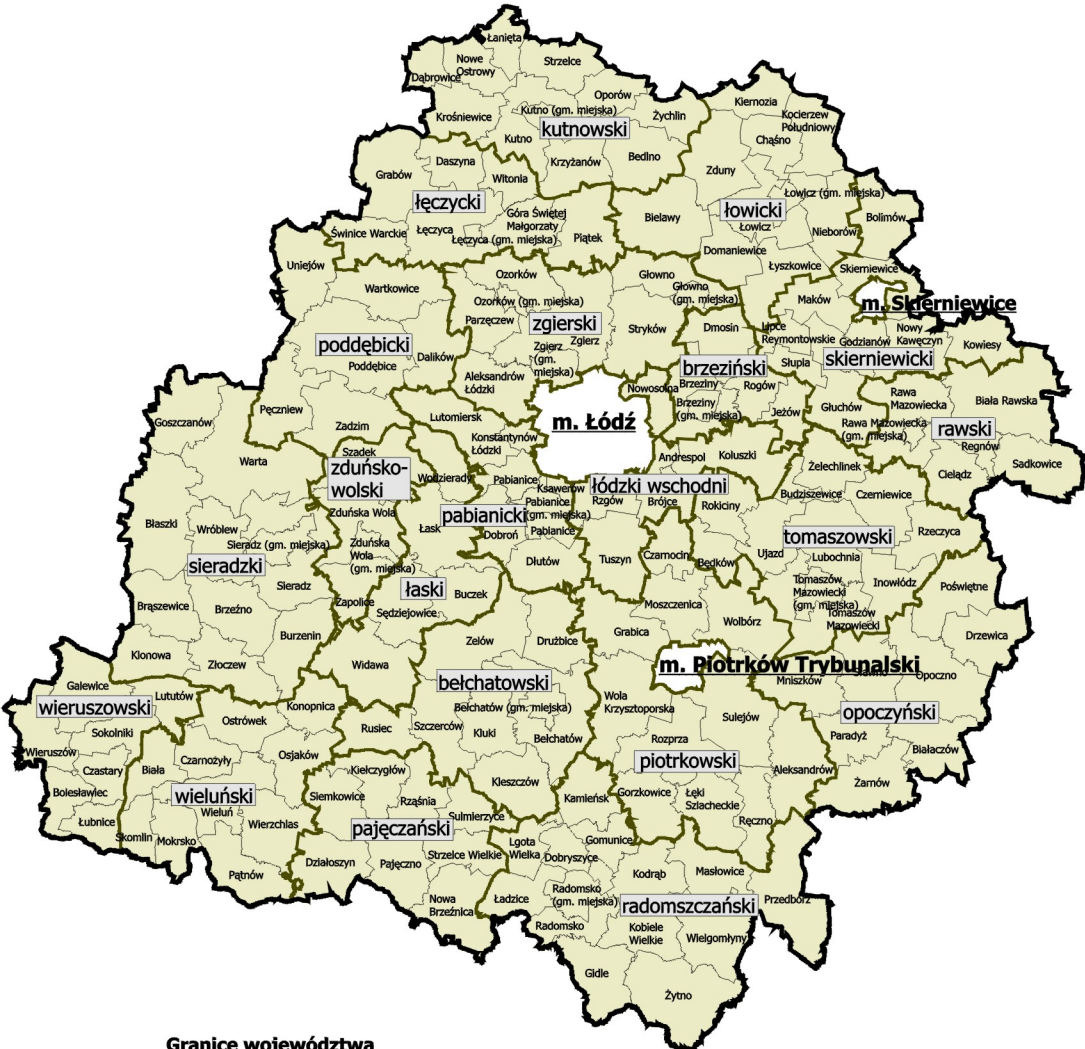 Łanięta
Nowe
Ostrowy
Strzelce
Dąbrowice
Oporów
Krośniewice
Kutno (gm. miejska)
Żychlin
kutnowski
Kutno
Krzyżanów
Bedlno
Kiernozia
Kocierzew
Południowy
Chąśno
Zduny
Łowicz (gm. miejska)
łowicki
Łowicz
Bielawy
Nieborów
Bolimów
Domaniewice
Łyszkowice
Daszyna
Grabów
Witonia
łęczycki
Góra Świętej
Małgorzaty
Łęczyca
Łęczyca (gm. miejska)
Piątek
Świnice Warckie
Uniejów
Wartkowice
poddębicki
Dalików
Poddębice
Pęczniew
Zadzim
Ozorków
Ozorków (gm. miejska)
Parzęczew
zgierski
Głowno
Głowno
(gm. miejska)
Stryków
Zgierz
(gm.
miejska)
Zgierz
Aleksandrów
Łódzki
Skierniewice
m. Skierniewice
Maków
Dmosin
Lipce
Reymontowskie
Godzianów
Nowy
Kawęczyn
Kowiesy
Słupia
skierniewicki
Głuchów
brzeziński
Brzeziny
Rogów
Brzeziny
(gm. miejska)
Jeżów
Nowosolna
m. Łódź
Rawa
Mazowiecka
Biała Rawska
Rawa Mazowiecka
(gm. miejska)
rawski
Regnów
Cielądz
Sadkowice
Goszczanów
Warta
Błaszki
Wróblew
Sieradz (gm. miejska)
sieradzki
Sieradz
Brąszewice
Brzeźno
Burzenin
Klonowa
Złoczew
Szadek
zduńsko-
wolski
Zduńska Wola
Zduńska
Wola
(gm. miejska)
Zapolice
Lutomiersk
Konstantynów
Łódzki
Wodzierady
Pabianice
Ksawerów
Pabianice
(gm. miejska)
pabianicki
Dobroń
Pabianice
Dłutów
Łask
łaski
Buczek
Sędziejowice
Widawa
Andrespol
Koluszki
łódzki wschodni
Rzgów
Brójce
Rokiciny
Tuszyn
Czarnocin
Będków
Żelechlinek
Budziszewice
Czerniewice
tomaszowski
Rzeczyca
Ujazd
Lubochnia
Tomaszów
Mazowiecki
(gm. miejska)
Inowłódz
Tomaszów
Mazowiecki
Poświętne
Drzewica
Opoczno
Mniszków
opoczyński
Paradyż
Białaczów
Żarnów
Moszczenica
Wolbórz
Grabica
m. Piotrków Trybunalski
Wola
Krzysztoporska
Sulejów
Rozprza
piotrkowski
Aleksandrów
Gorzkowice
Łęki
Szlacheckie
Ręczno
Zelów
Drużbice
bełchatowski
Bełchatów (gm. miejska)
Rusiec
Szczerców
Kluki
Bełchatów
Kleszczów
Galewice
Lututów
wieruszowski
Sokolniki
Wieruszów
Czastary
Bolesławiec
Łubnice
Ostrówek
Konopnica
Czarnożyły
Osjaków
Biała
wieluński
Wieluń
Wierzchlas
Skomlin
Mokrsko
Pątnów
Kiełczygłów
Siemkowice
Rząśnia
Sulmierzyce
pajęczański
Strzelce Wielkie
Działoszyn
Pajęczno
Nowa
Brzeźnica
Kamieńsk
Gomunice
Lgota
Wielka
Dobryszyce
Kodrąb
Masłowice
Radomsko
(gm. miejska)
Ładzice
radomszczański
Przedbórz
Radomsko
Kobiele
Wielkie
Wielgomłyny
Gidle
Żytno
Granice województwa